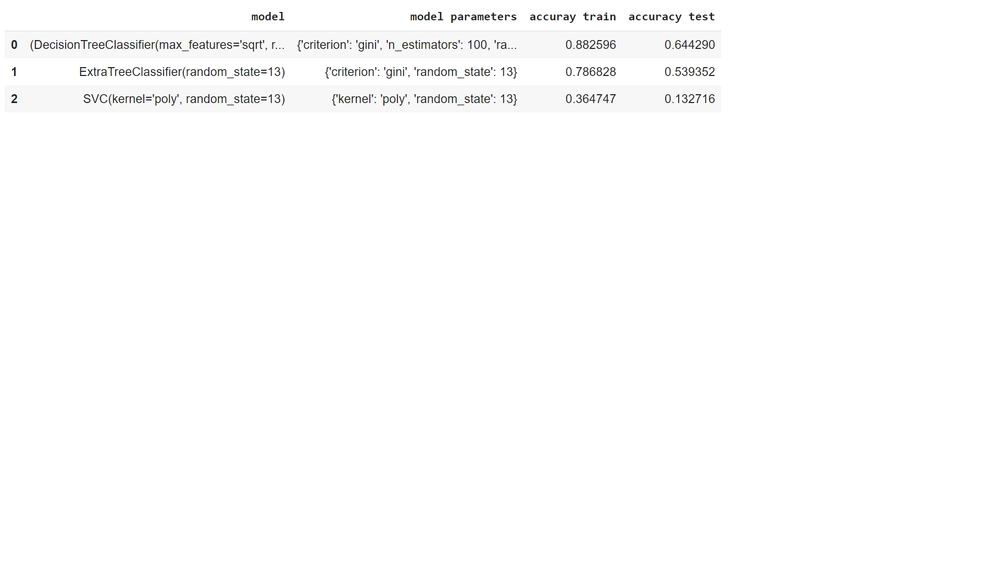 model model parameters accuray train accuracy test
0 (DecisionTreeClassifier(max_features='sqrt', r... {'criterion': 'gini', 'n_estimators': 100, 'ra... 0.882596 0.644290
1 ExtraTreeClassifier(random_state=13) {'criterion': 'gini', 'random_state': 13} 0.786828 0.539352
2 SVC(kernel='poly', random_state=13) {'kernel': 'poly', 'random_state': 13} 0.364747 0.132716